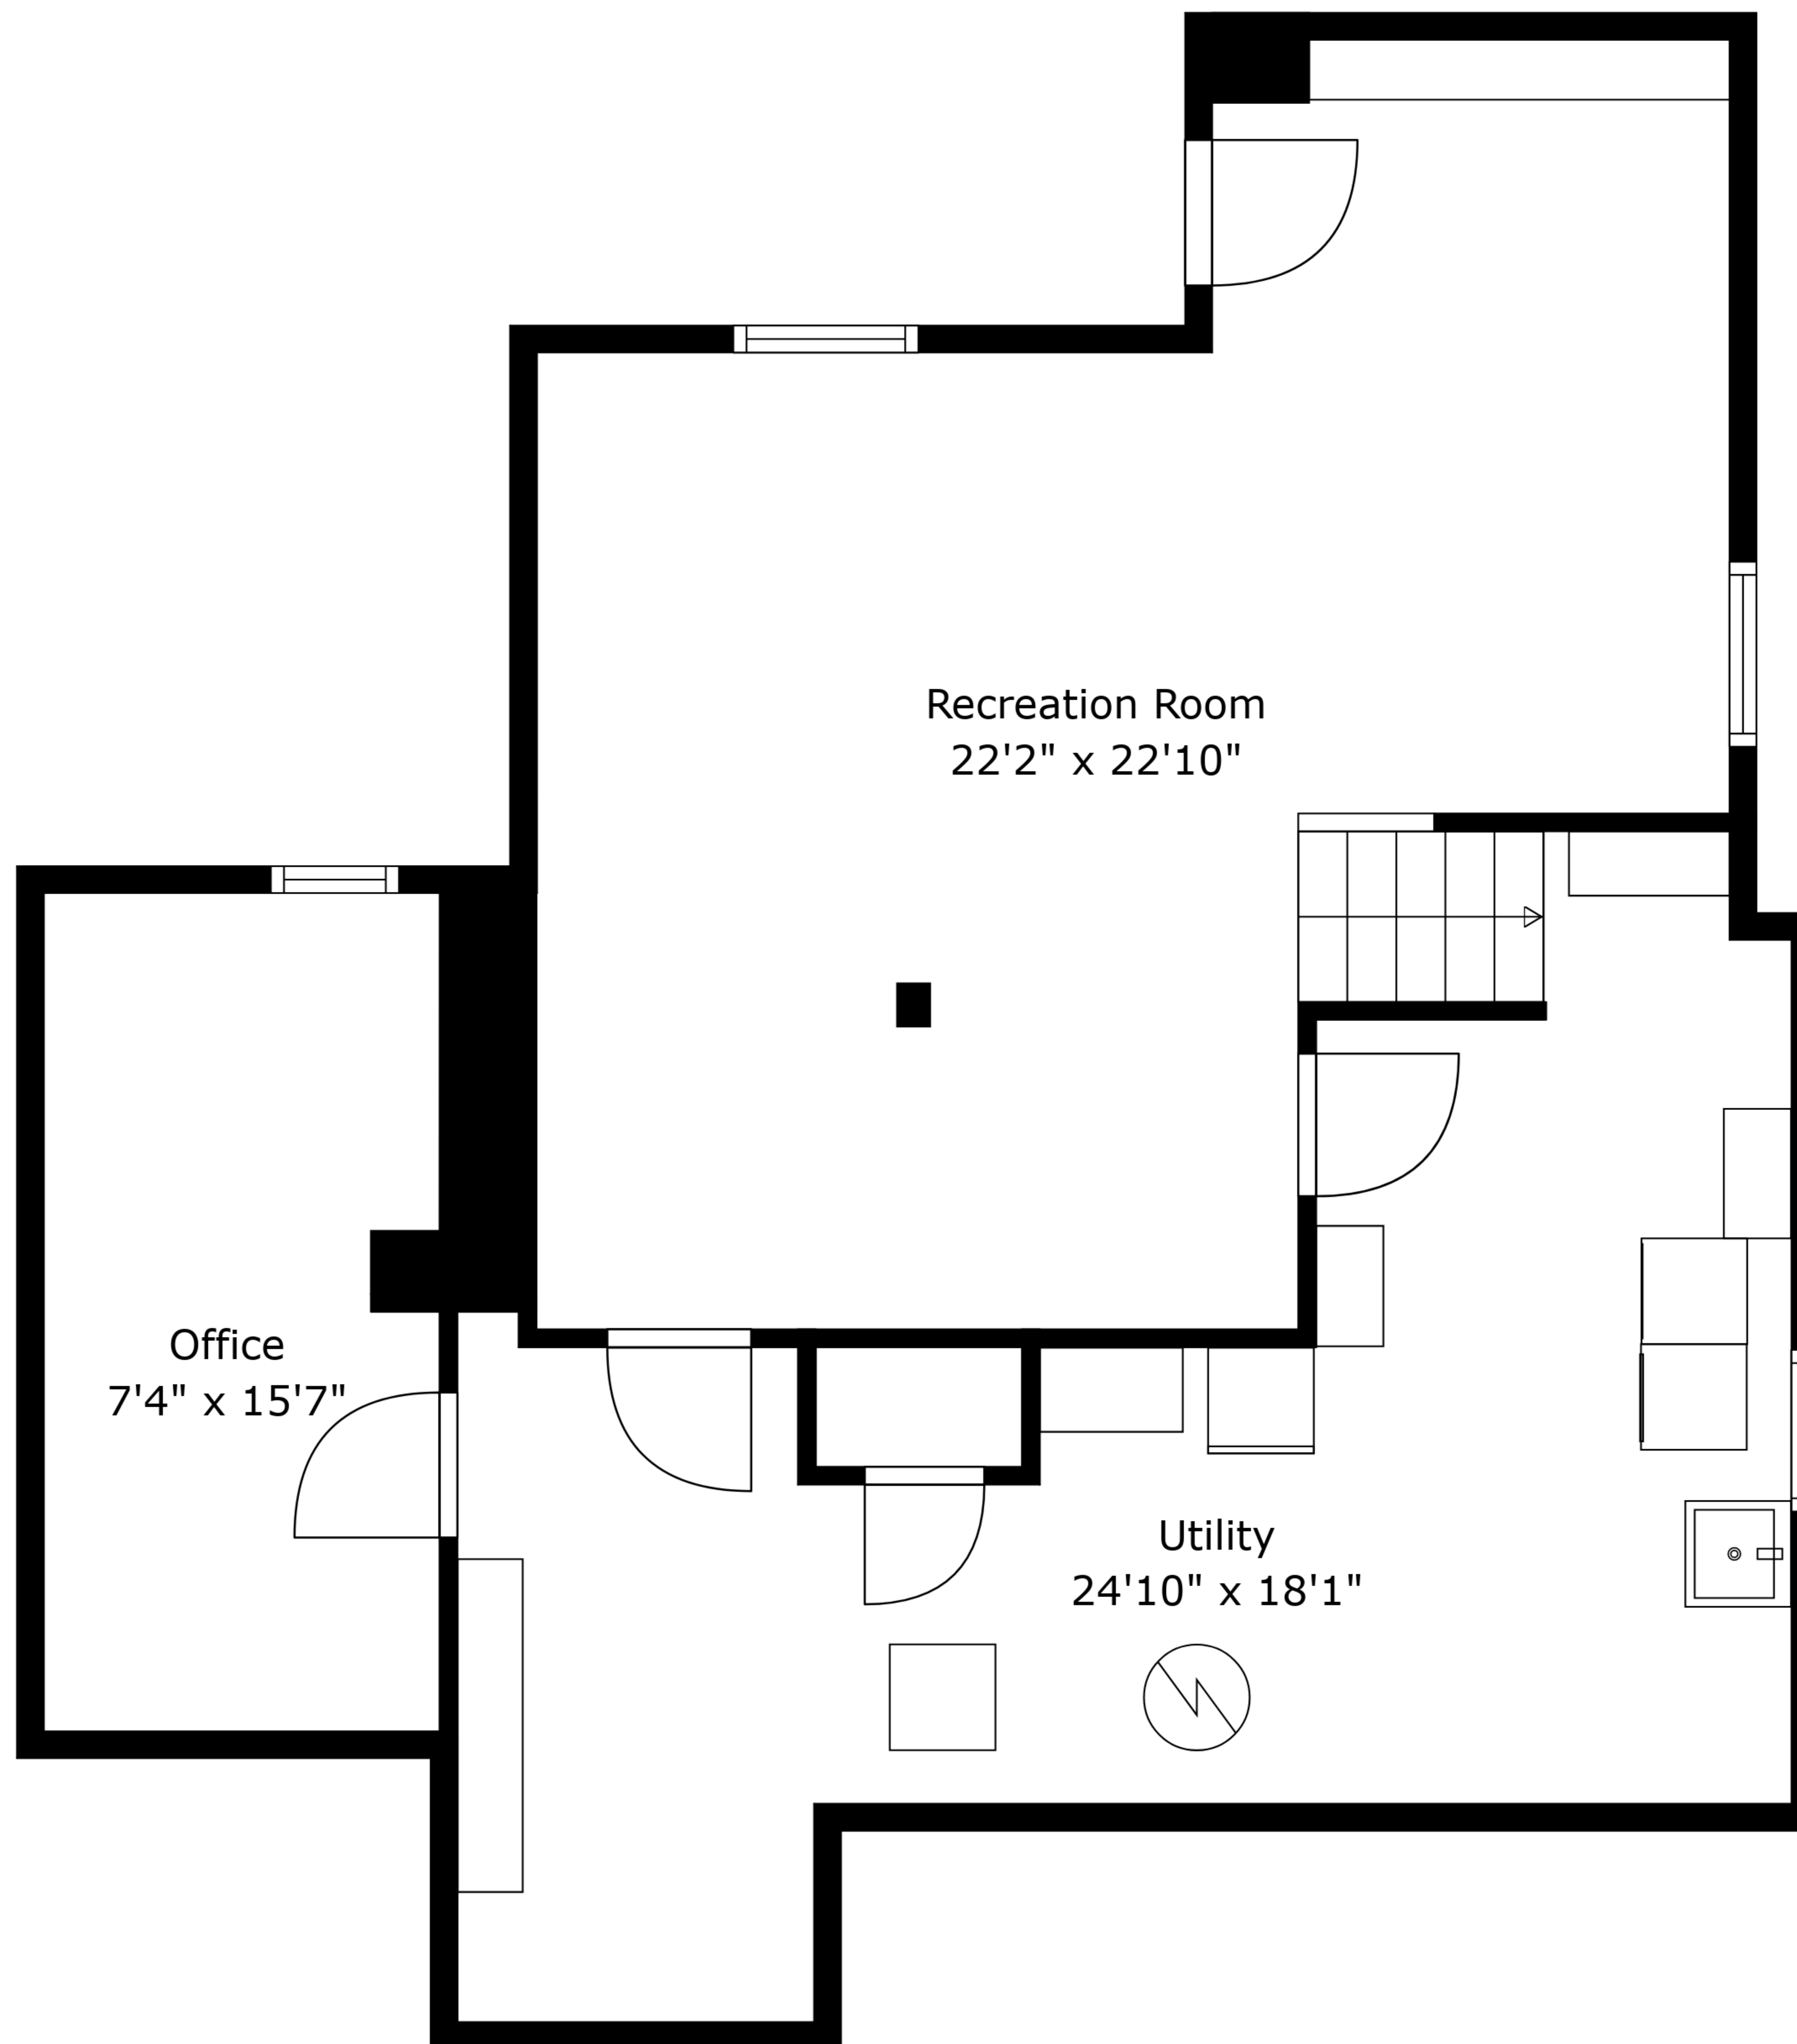 Recreation Room
22'2" x 22'10"
Office
7'4" x 15'7"
Utility
24'10" x 18'1"